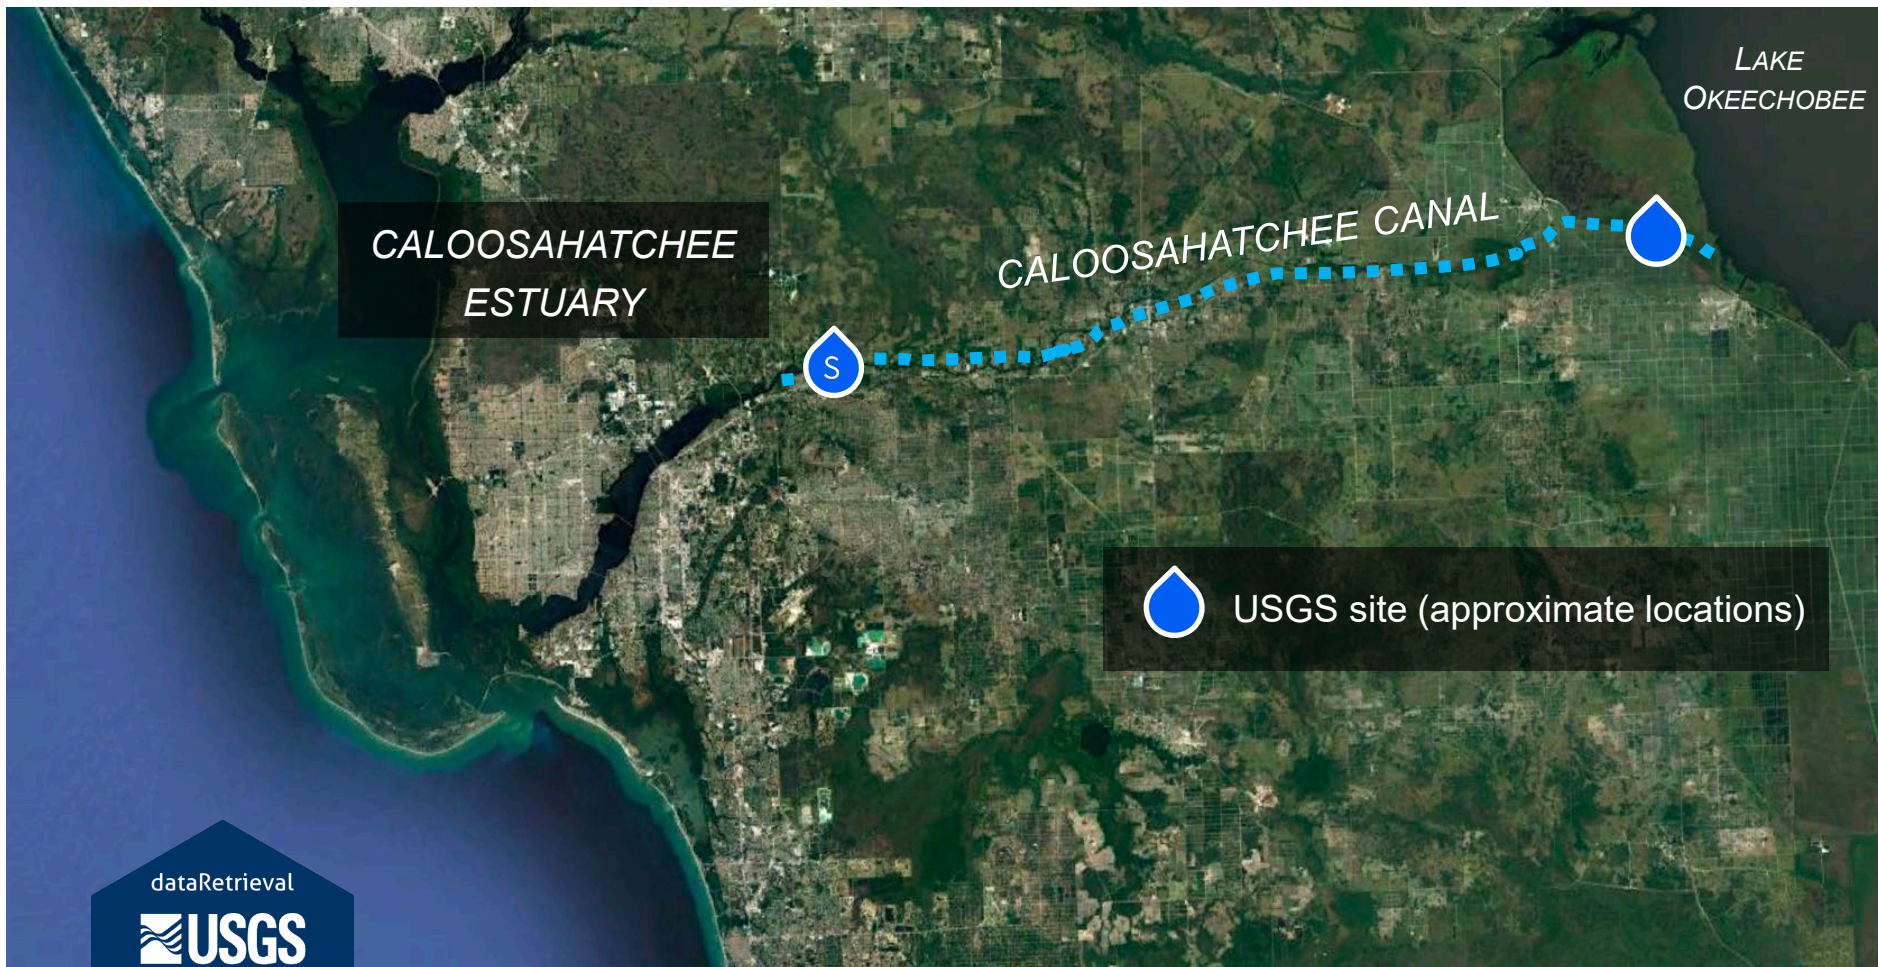 LAKE
OKEECHOBEE
CALOOSAHATCHEE CANAL
CALOOSAHATCHEE
ESTUARY
S
USGS site (approximate locations)
dataRetrieval
USGS